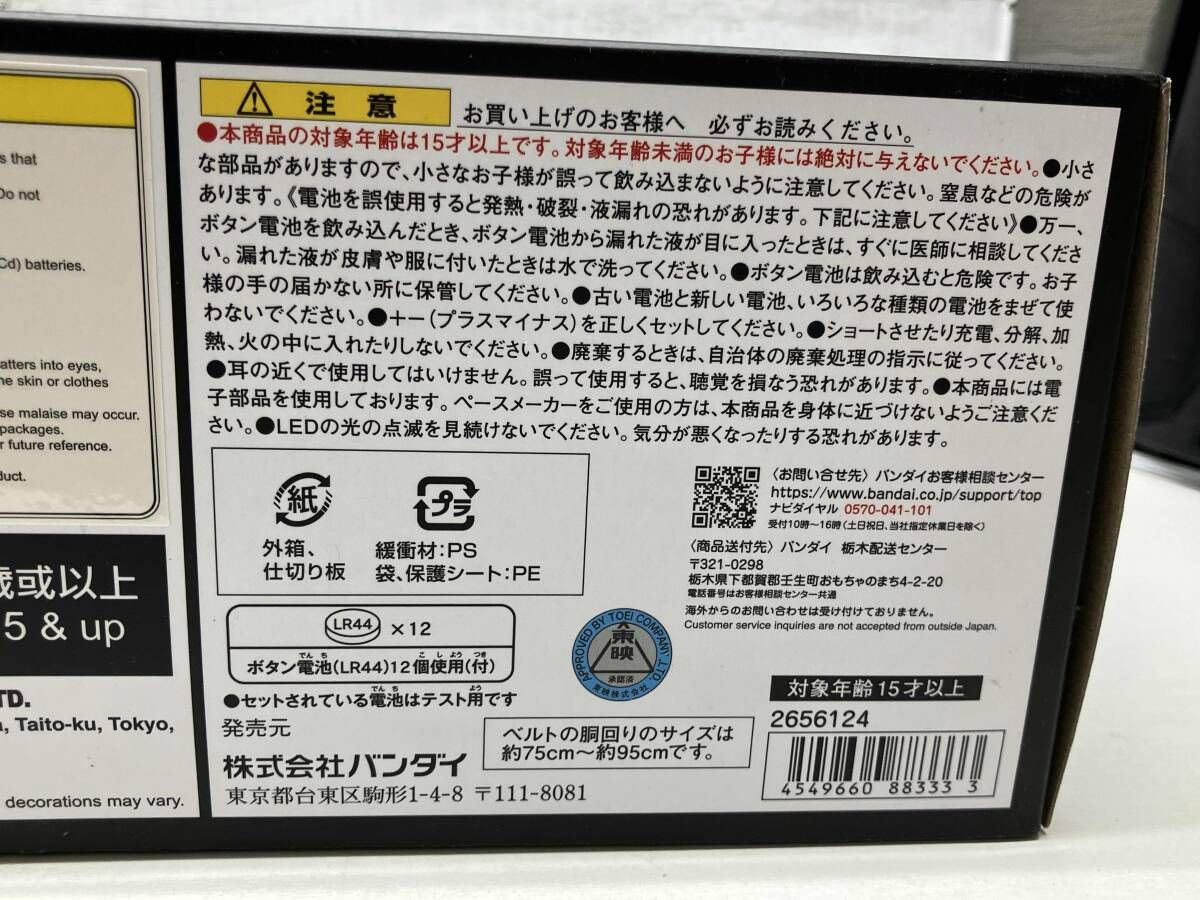 s that
Do not
Cd) batteries.
atters into eyes,
he skin or clothes
se malaise may occur.
packages.
r future reference.
duct.
歳或以上
5 & up
TD.
, Taito-ku, Tokyo,
decorations may vary.
注意
お買い上げのお客様へ 必ずお読みください。
●本商品の対象年齢は15才以上です。対象年齢未満のお子様には絶対に与えないでください。●小さ
な部品がありますので、小さなお子様が誤って飲み込まないように注意してください。窒息などの危険が
あります。《電池を誤使用すると発熱・破裂・液漏れの恐れがあります。下記に注意してください》●万一、
ボタン電池を飲み込んだとき、ボタン電池から漏れた液が目に入ったときは、すぐに医師に相談してくださ
い。漏れた液が皮膚や服に付いたときは水で洗ってください。●ボタン電池は飲み込むと危険です。お子
様の手の届かない所に保管してください。●古い電池と新しい電池、いろいろな種類の電池をまぜて使
わないでください。●+-(プラスマイナス)を正しくセットしてください。●ショートさせたり充電、分解、加
熱、火の中に入れたりしないでください。●廃棄するときは、自治体の廃棄処理の指示に従ってください。
●耳の近くで使用してはいけません。誤って使用すると、聴覚を損なう恐れがあります。●本商品には電
子部品を使用しております。ペースメーカーをご使用の方は、本商品を身体に近づけないようご注意くだ
さい。●LEDの光の点滅を見続けないでください。気分が悪くなったりする恐れがあります。
紙
外箱、
仕切り板
プラ
緩衝材:PS
袋、保護シート:PE
〈お問い合せ先〉バンダイお客様相談センター
https://www.bandai.co.jp/support/top
ナビダイヤル 0570-041-101
受付10時～16時(土日祝日、当社指定休業日を除く)
〈商品送付先〉バンダイ 栃木配送センター
〒321-0298
栃木県下都賀郡壬生町おもちゃのまち4-2-20
電話番号はお客様相談センター共通
海外からのお問い合わせは受け付けておりません。
Customer service inquiries are not accepted from outside Japan.
LR44 ×12
でんち こ しよう つき
ボタン電池(LR44)12個使用(付)
でんち よう
●セットされている電池はテスト用です
APPROVED BY TOEI COMPANY,LTD.
東映
承認済
東映株式会社
発売元
株式会社バンダイ
東京都台東区駒形1-4-8 〒111-8081
ベルトの胴回りのサイズは
約75cm～約95cmです。
対象年齢15才以上
2656124
4549660 88333 3